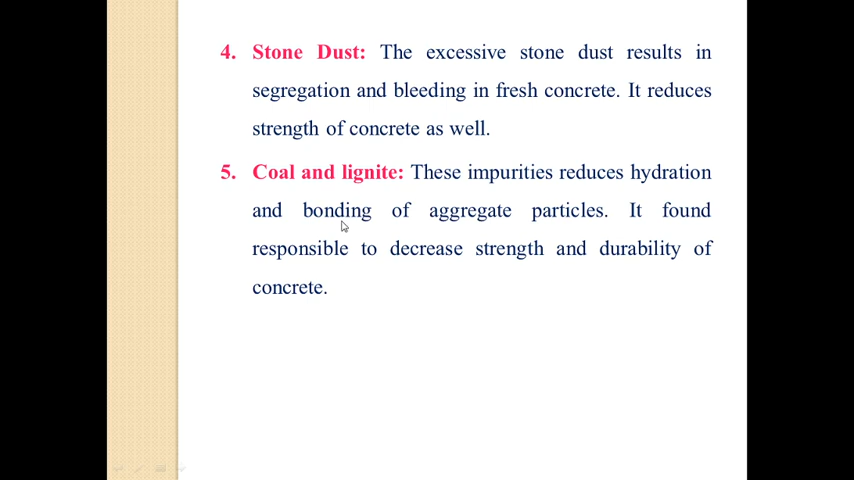 4. Stone Dust: The excessive stone dust results in
segregation and bleeding in fresh concrete. It reduces
strength of concrete as well.
5. Coal and lignite: These impurities reduces hydration
and bonding of aggregate particles. It found
responsible to decrease strength and durability of
concrete.